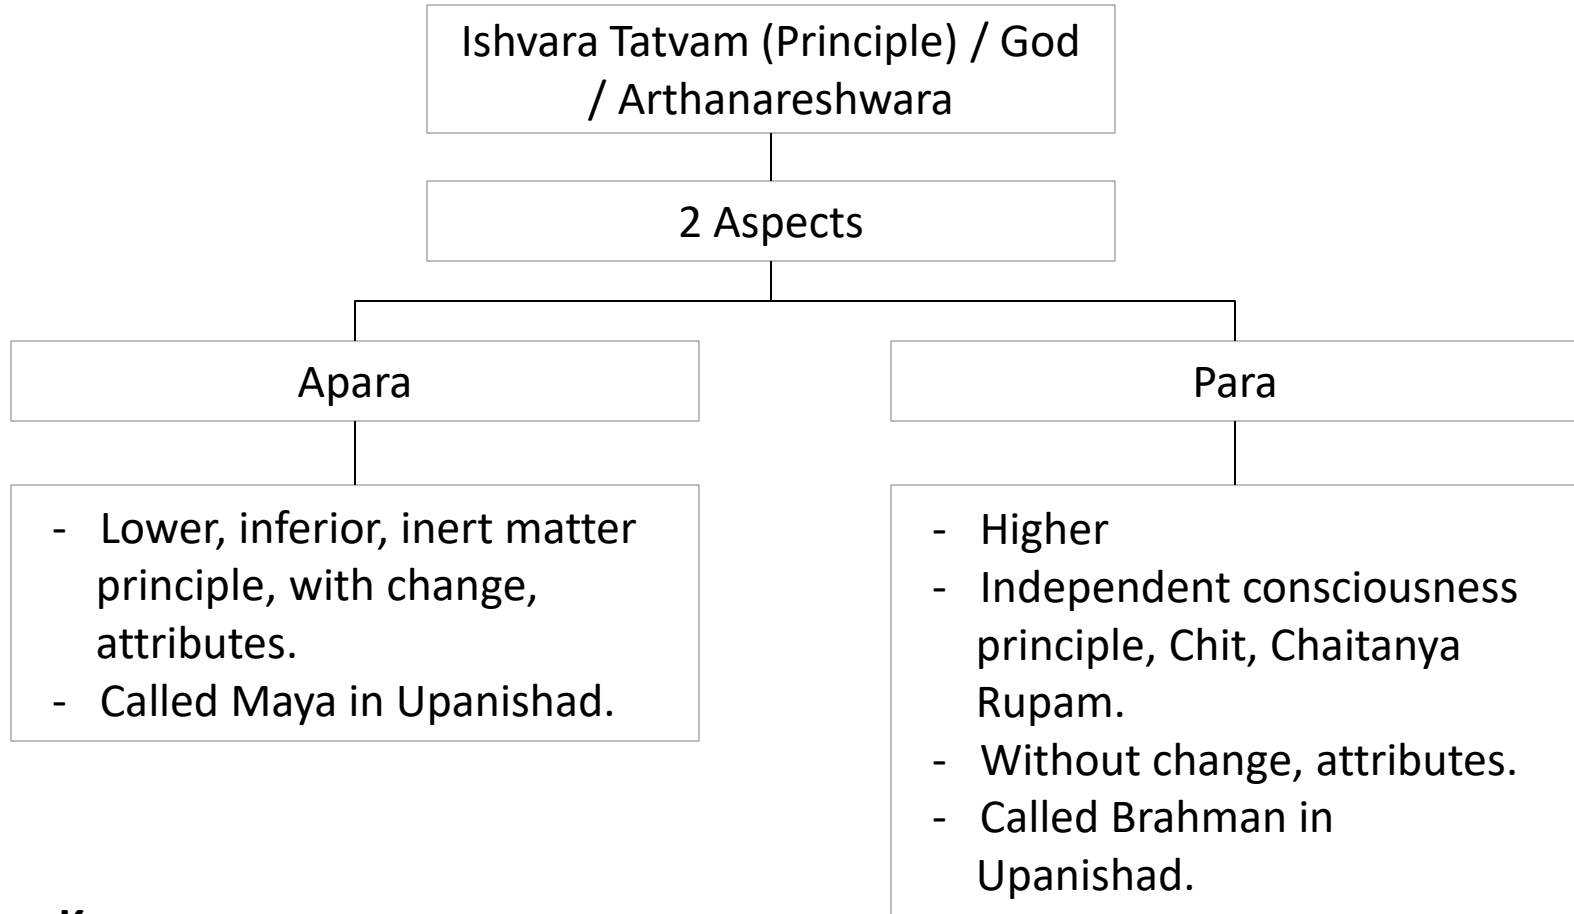 Ishvara Tatvam (Principle) / God
/ Arthanareshwara
2 Aspects
Apara
Para
- Lower, inferior, inert matter
principle, with change,
attributes.
- Called Maya in Upanishad.
- Higher
- Independent consciousness
principle, Chit, Chaitanya
Rupam.
- Without change, attributes.
- Called Brahman in
Upanishad.